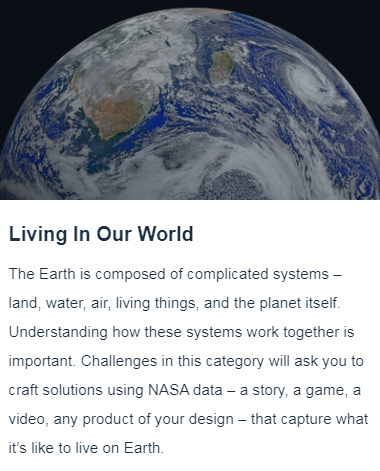 Living In Our World
The Earth is composed of complicated systems –
land, water, air, living things, and the planet itself.
Understanding how these systems work together is
important. Challenges in this category will ask you to
craft solutions using NASA data – a story, a game, a
video, any product of your design – that capture what
it’s like to live on Earth.